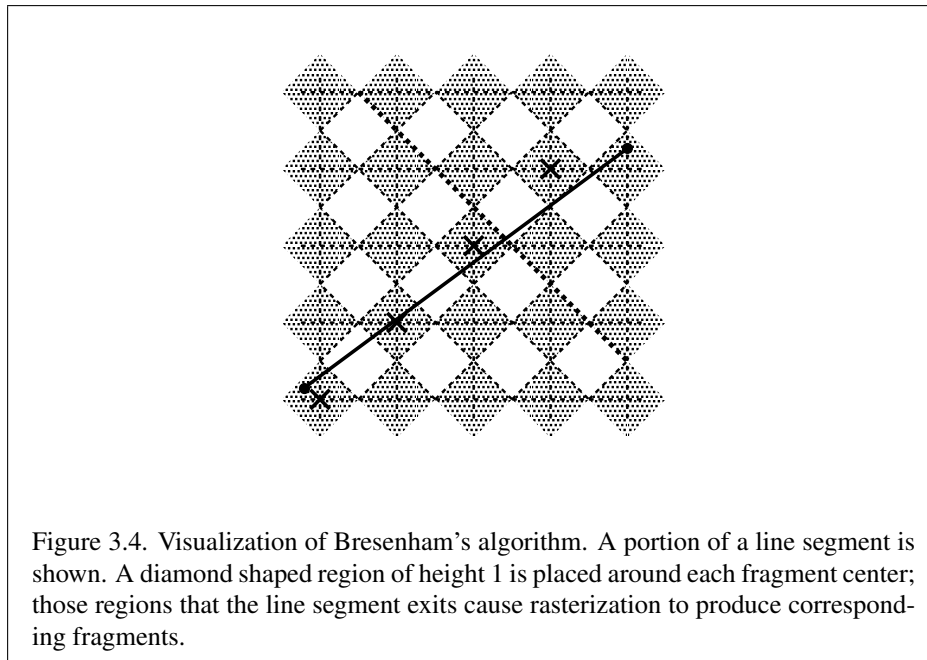 Figure 3.4. Visualization of Bresenham's algorithm. A portion of a line segment is
shown. A diamond shaped region of height 1 is placed around each fragment center;
those regions that the line segment exits cause rasterization to produce correspond-
ing fragments.